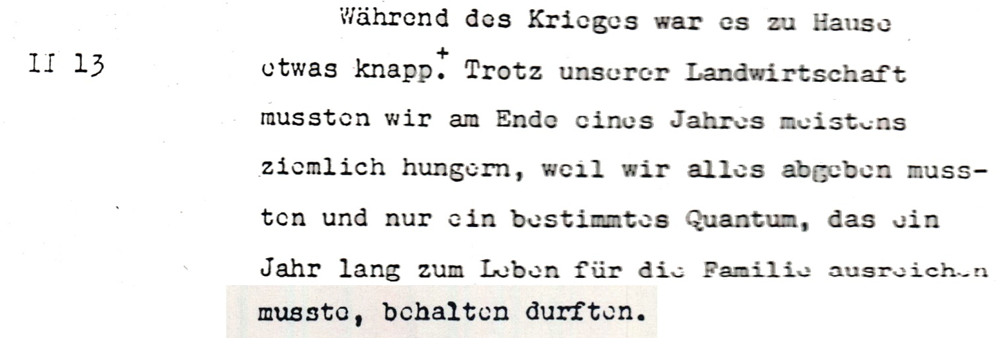 Während des Krieges war es zu Hause
II 13 etwas knapp.+ Trotz unserer Landwirtschaft
mussten wir am Ende eines Jahres meistens
ziemlich hungern, weil wir alles abgeben muss-
ten und nur ein bestimmtes Quantum, das ein
Jahr lang zum Leben für die Familie ausreichen
musste, behalten durften.